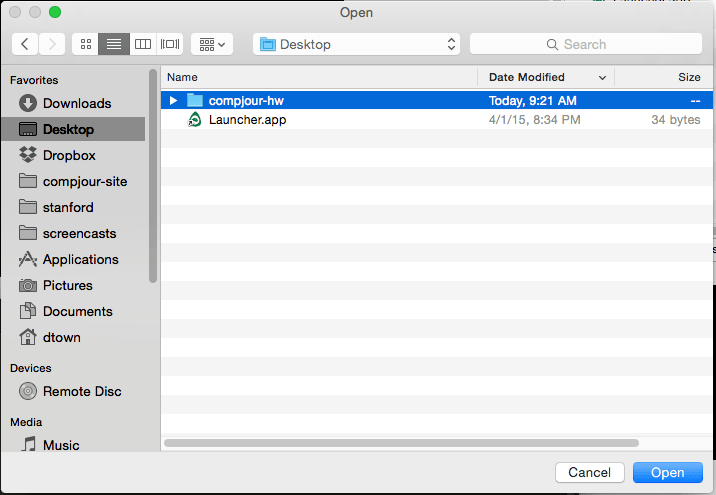 Open
Desktop
Search
Favorites
Downloads
Desktop
Dropbox
compjour-site
stanford
screencasts
Applications
Pictures
Documents
dtown
Devices
Remote Disc
Media
Music
Name Date Modified Size
compjour-hw Today, 9:21 AM --
Launcher.app 4/1/15, 8:34 PM 34 bytes
Cancel Open